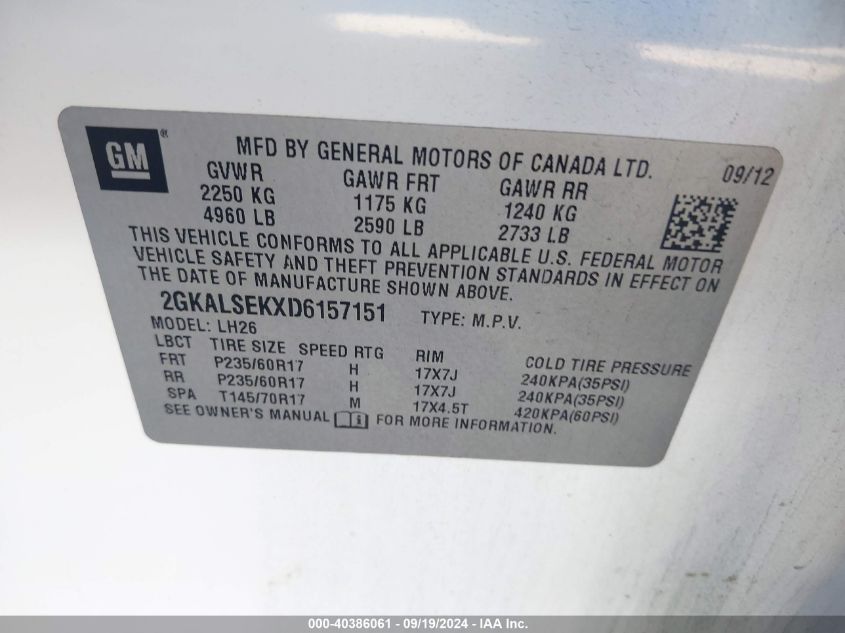 GM ®
MFD BY GENERAL MOTORS OF CANADA LTD. 09/12
GVWR GAWR FRT GAWR RR
2250 KG 1175 KG 1240 KG
4960 LB 2590 LB 2733 LB
THIS VEHICLE CONFORMS TO ALL APPLICABLE U.S. FEDERAL MOTOR
VEHICLE SAFETY AND THEFT PREVENTION STANDARDS IN EFFECT ON
THE DATE OF MANUFACTURE SHOWN ABOVE.
2GKALSEKXD6157151 TYPE: M.P.V.
MODEL: LH26
LBCT TIRE SIZE SPEED RTG RIM COLD TIRE PRESSURE
FRT P235/60R17 H 17X7J 240KPA(35PSI)
RR P235/60R17 H 17X7J 240KPA(35PSI)
SPA T145/70R17 M 17X4.5T 420KPA(60PSI)
SEE OWNER'S MANUAL FOR MORE INFORMATION.
000-40386061 - 09/19/2024 - IAA Inc.